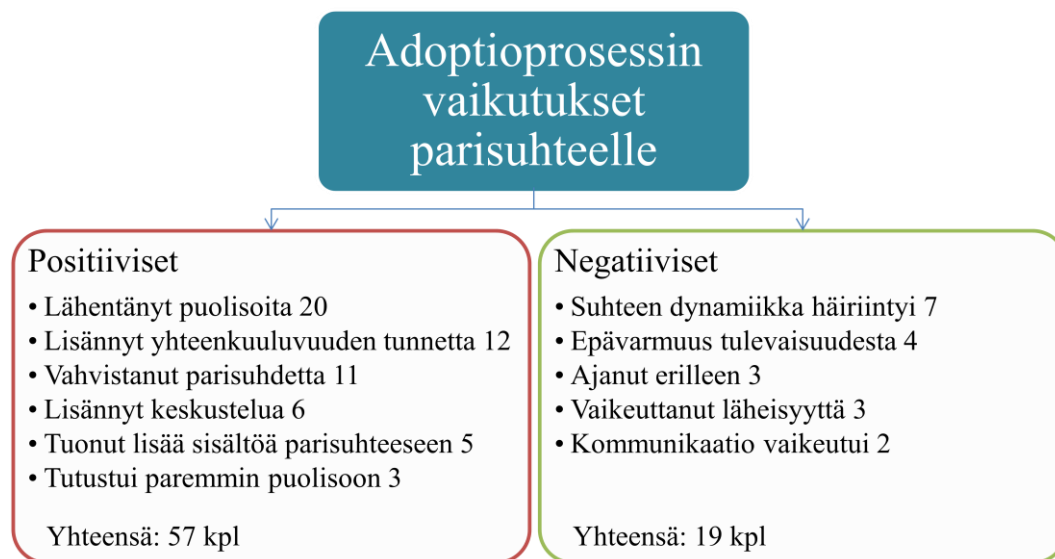 Adoptioprosessin
vaikutukset
parisuhteelle
Positiiviset
• Lähentänyt puolisoita 20
• Lisännyt yhteenkuuluvuuden tunnetta 12
• Vahvistanut parisuhdetta 11
• Lisännyt keskustelua 6
• Tuonut lisää sisältöä parisuhteeseen 5
• Tutustui paremmin puolisoon 3
Yhteensä: 57 kpl
Negatiiviset
• Suhteen dynamiikka häiriintyi 7
• Epävarmuus tulevaisuudesta 4
• Ajanut erilleen 3
• Vaikeuttanut läheisyyttä 3
• Kommunikaatio vaikeutui 2
Yhteensä: 19 kpl